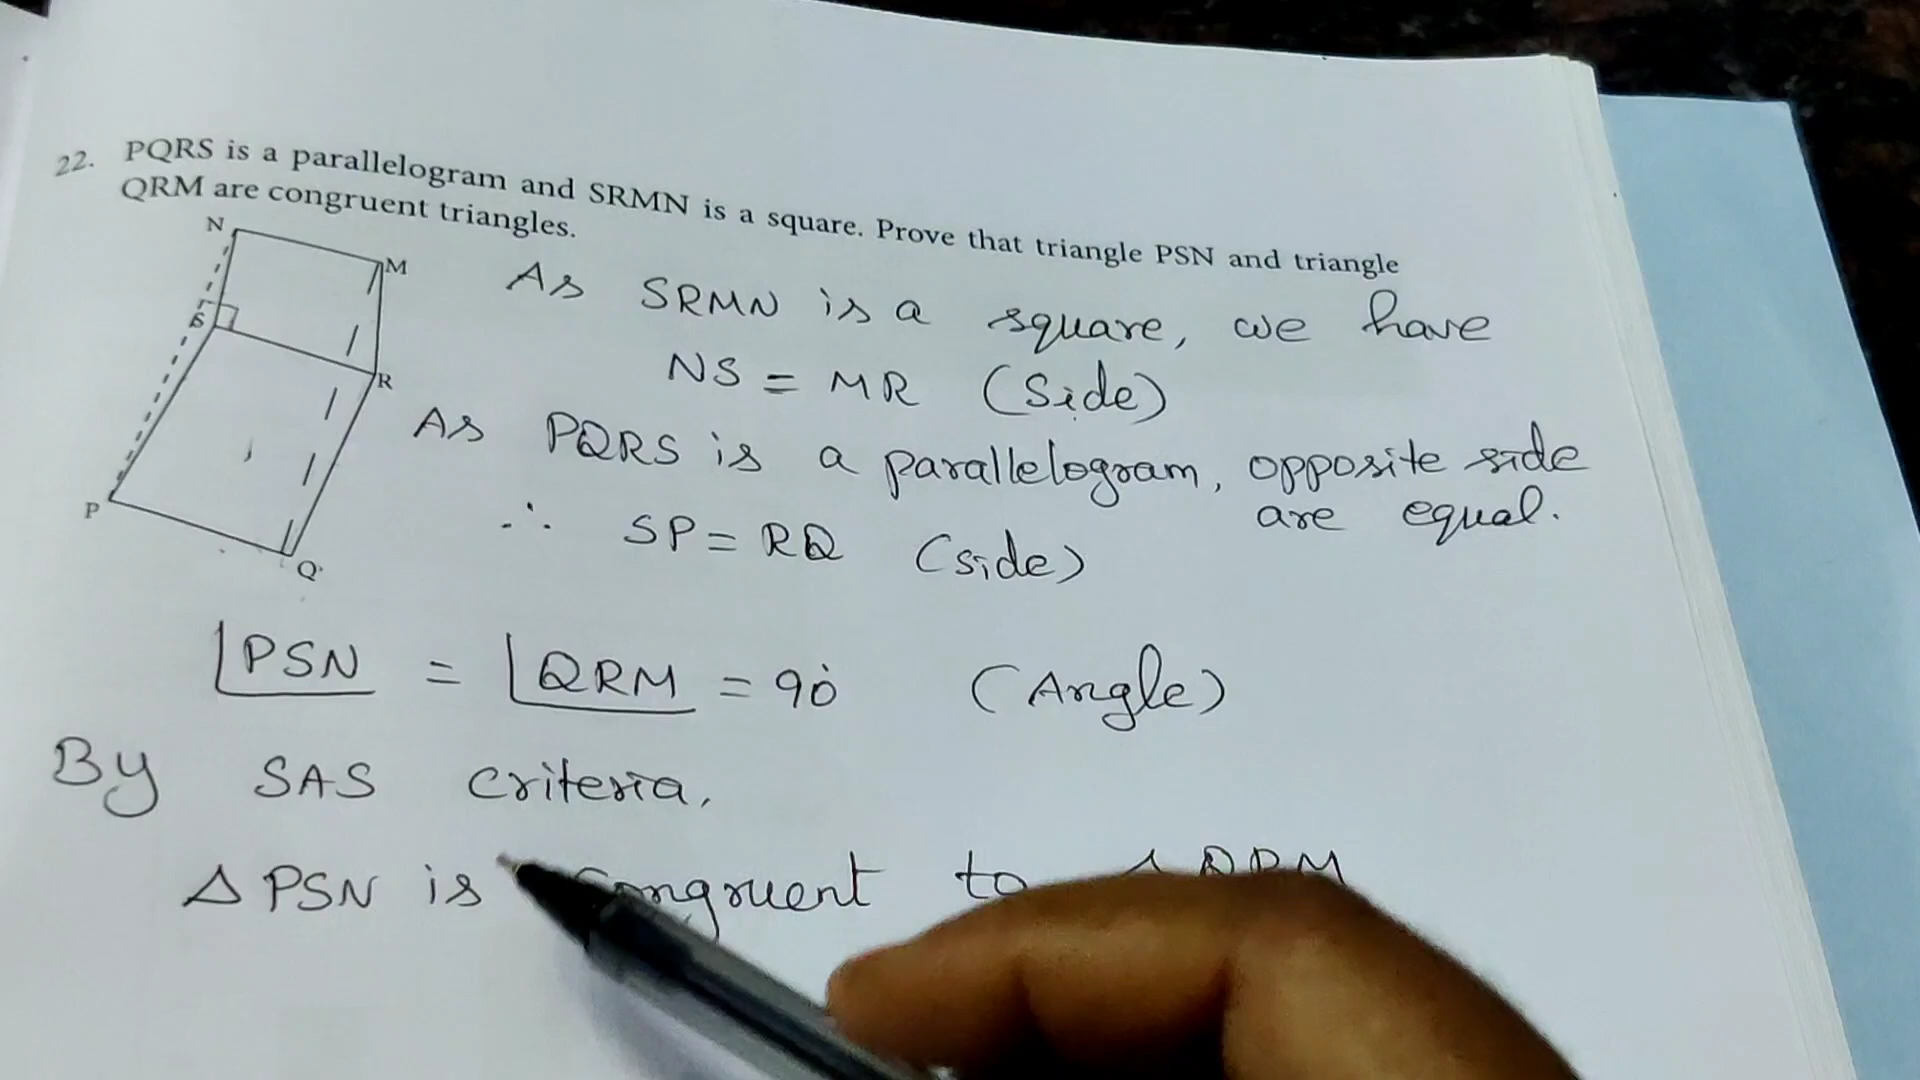 22. PQRS is a parallelogram and SRMN is a square. Prove that triangle PSN and triangle
QRM are congruent triangles.
N
M
S
R
P
Q
As SRMN is a square, we have
NS = MR (Side)
As PQRS is a parallelogram, opposite side
are equal.
∴ SP = RQ (side)
∠PSN = ∠QRM = 90° (Angle)
By SAS criteria,
Δ PSN is congruent to Δ QRM